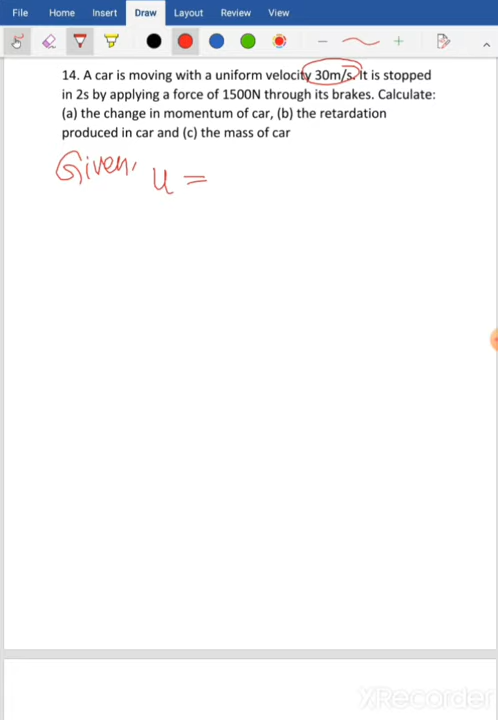 File Home Insert Draw Layout Review View
14. A car is moving with a uniform velocity 30m/s. It is stopped
in 2s by applying a force of 1500N through its brakes. Calculate:
(a) the change in momentum of car, (b) the retardation
produced in car and (c) the mass of car
Given,
u =
XRecorder